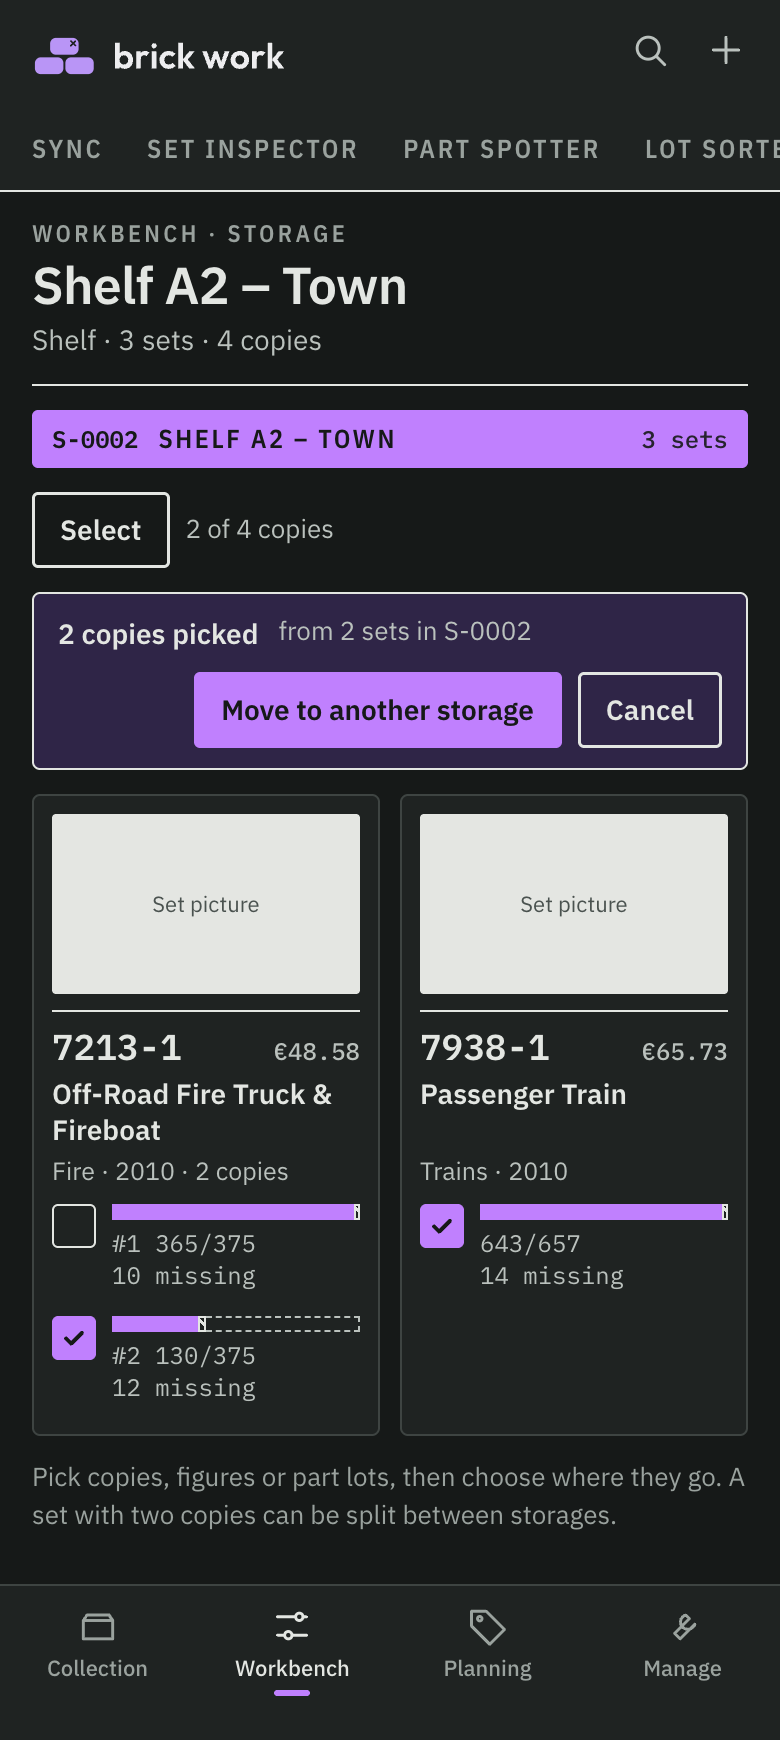 brick work
SYNC SET INSPECTOR PART SPOTTER LOT SORTE
WORKBENCH · STORAGE
Shelf A2 – Town
Shelf · 3 sets · 4 copies
S-0002 SHELF A2 – TOWN 3 sets
Select 2 of 4 copies
2 copies picked from 2 sets in S-0002
Move to another storage Cancel
Set picture
7213-1 €48.58
Off-Road Fire Truck &
Fireboat
Fire · 2010 · 2 copies
#1 365/375
10 missing
#2 130/375
12 missing
Set picture
7938-1 €65.73
Passenger Train
Trains · 2010
643/657
14 missing
Pick copies, figures or part lots, then choose where they go. A
set with two copies can be split between storages.
Collection Workbench Planning Manage